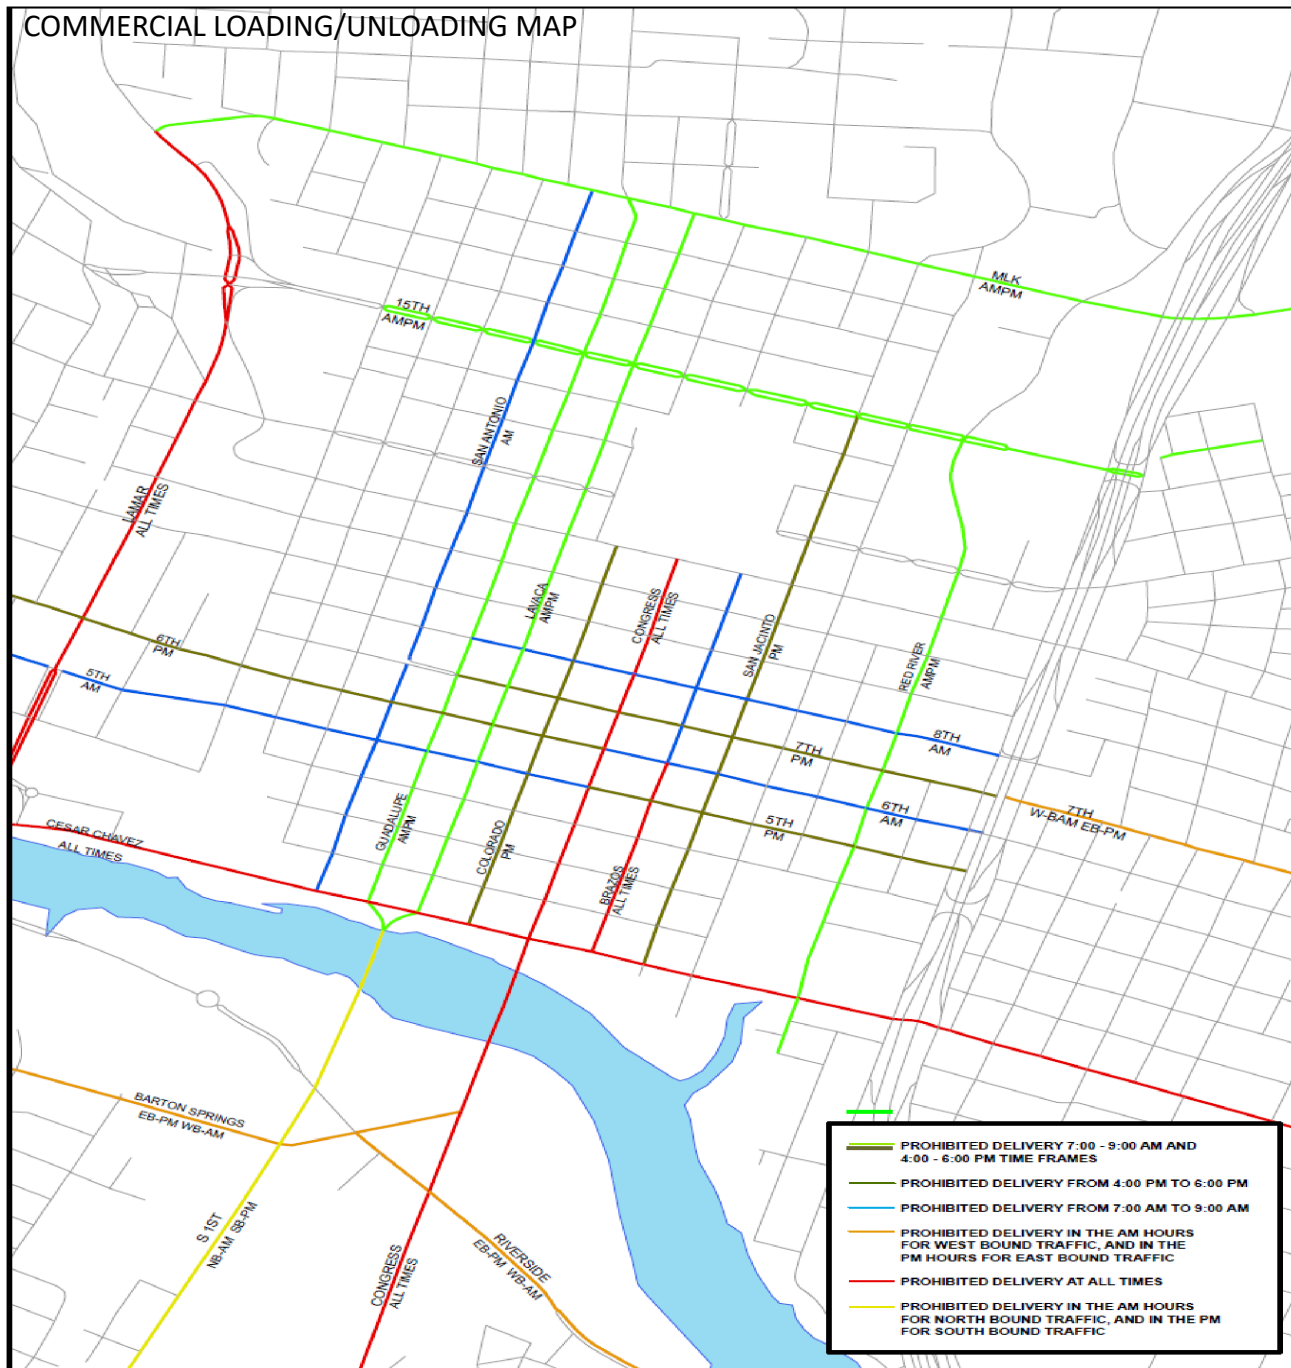 COMMERCIAL LOADING/UNLOADING MAP
MLK
AMPM
15TH
AMPM
SAN ANTONIO
AM
LAMAR
ALL TIMES
LAVACA
AMPM
CONGRESS
ALL TIMES
SAN JACINTO
PM
RED RIVER
AMPM
6TH
PM
5TH
AM
8TH
AM
7TH
PM
7TH
W-BAM EB-PM
6TH
AM
5TH
PM
GUADALUPE
AMPM
COLORADO
PM
BRAZOS
ALL TIMES
CESAR CHAVEZ
ALL TIMES
BARTON SPRINGS
EB-PM WB-AM
S 1ST
NB-AM SB-PM
CONGRESS
ALL TIMES
RIVERSIDE
EB-PM WB-AM
PROHIBITED DELIVERY 7:00 - 9:00 AM AND
4:00 - 6:00 PM TIME FRAMES
PROHIBITED DELIVERY FROM 4:00 PM TO 6:00 PM
PROHIBITED DELIVERY FROM 7:00 AM TO 9:00 AM
PROHIBITED DELIVERY IN THE AM HOURS
FOR WEST BOUND TRAFFIC, AND IN THE
PM HOURS FOR EAST BOUND TRAFFIC
PROHIBITED DELIVERY AT ALL TIMES
PROHIBITED DELIVERY IN THE AM HOURS
FOR NORTH BOUND TRAFFIC, AND IN THE PM
FOR SOUTH BOUND TRAFFIC